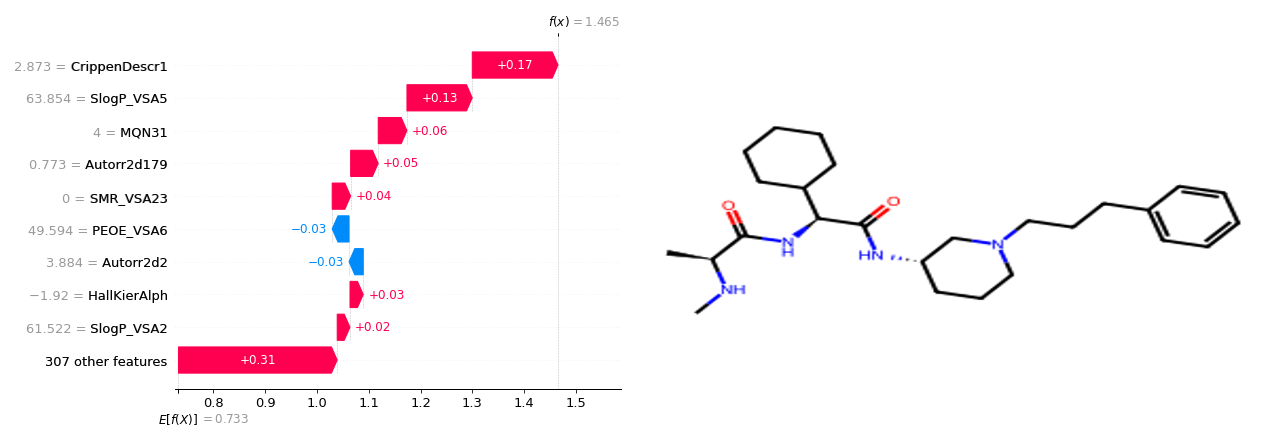 f(x) = 1.465
2.873 = CrippenDescr1
+0.17
63.854 = SlogP_VSA5
+0.13
4 = MQN31
+0.06
0.773 = Autorr2d179
+0.05
0 = SMR_VSA23
+0.04
49.594 = PEOE_VSA6
−0.03
3.884 = Autorr2d2
−0.03
−1.92 = HallKierAlph
+0.03
61.522 = SlogP_VSA2
+0.02
307 other features
+0.31
0.8 0.9 1.0 1.1 1.2 1.3 1.4 1.5
E[f(X)] = 0.733
O
O
N
H
HN
N
NH